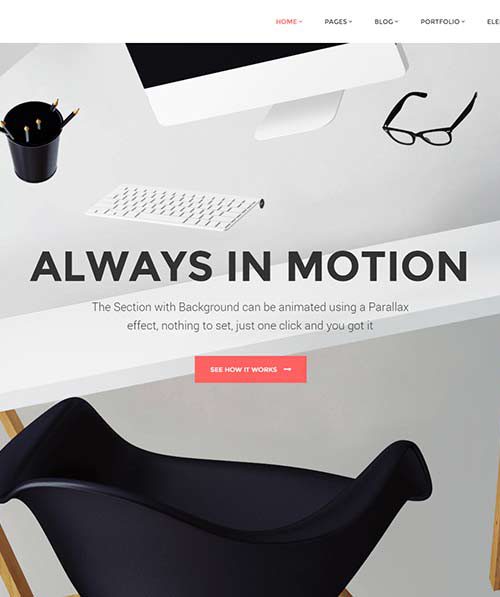 HOME PAGES BLOG PORTFOLIO ELE
ALWAYS IN MOTION
The Section with Background can be animated using a Parallax
effect, nothing to set, just one click and you got it
SEE HOW IT WORKS